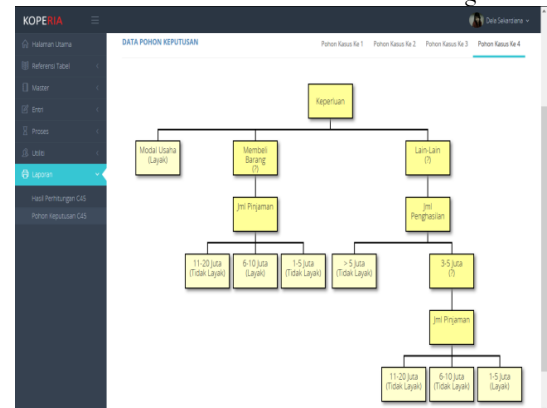 KOPERIA
Dele Sekardiana
Halaman Utama
Referensi Tabel
Master
Entri
Proses
Utiliti
Laporan
Hasil Perhitungan C45
Pohon Keputusan C45
DATA POHON KEPUTUSAN
Pohon Kasus Ke 1
Pohon Kasus Ke 2
Pohon Kasus Ke 3
Pohon Kasus Ke 4
Keperluan
Modal Usaha
(Layak)
Membeli
Barang
(?)
Lain-Lain
(?)
Jml Pinjaman
Jml
Penghasilan
11-20 Juta
(Tidak Layak)
6-10 Juta
(Layak)
1-5 Juta
(Tidak Layak)
> 5 Juta
(Tidak Layak)
3-5 Juta
(?)
Jml Pinjaman
11-20 Juta
(Tidak Layak)
6-10 Juta
(Tidak Layak)
1-5 Juta
(Layak)